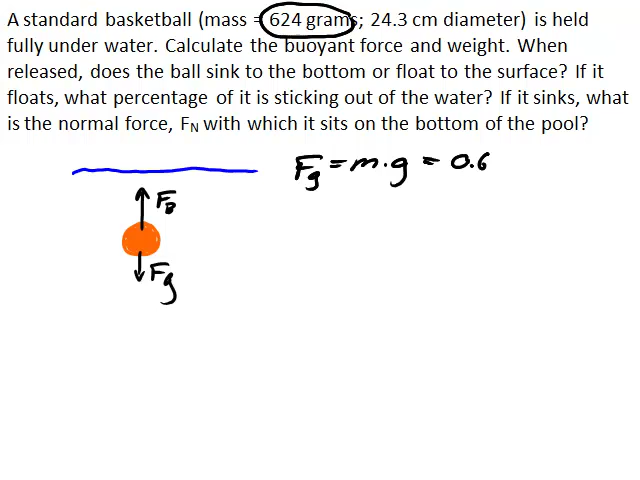 A standard basketball (mass = 624 grams; 24.3 cm diameter) is held
fully under water. Calculate the buoyant force and weight. When
released, does the ball sink to the bottom or float to the surface? If it
floats, what percentage of it is sticking out of the water? If it sinks, what
is the normal force, FN with which it sits on the bottom of the pool?
Fg = m·g = 0.6
FB
Fg